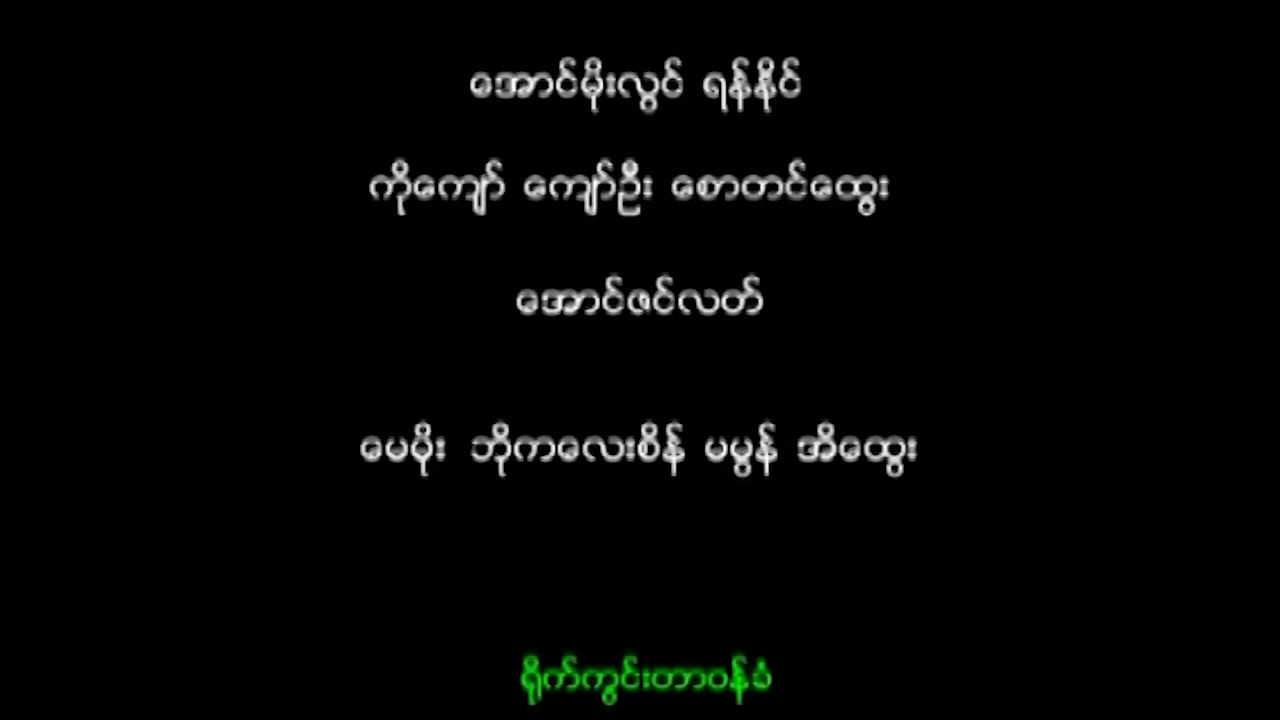 အောင်မိုးလွင် ရန်နိုင်
ကိုကျော် ကျော်ဦး စောတင်ထွေး
အောင်ဇင်လတ်
မေမိုး ဘိုကလေးစိန် မမွန် အိထွေး
ရိုက်ကွင်းတာဝန်ခံ